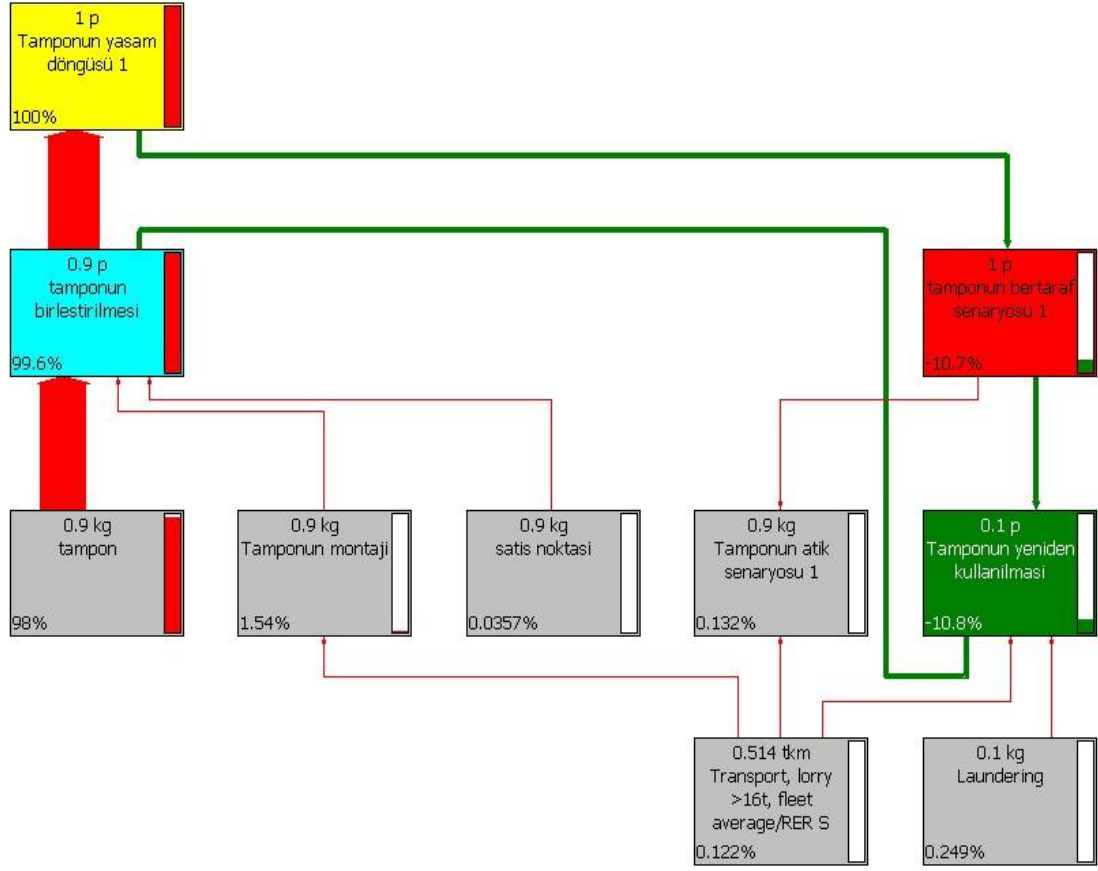 1 p
Tamponun yasam
döngüsü 1
100%
0.9 p
tamponun
birlestirilmesi
99.6%
1 p
tamponun bertaraf
senaryosu 1
-10.7%
0.9 kg
tampon
98%
0.9 kg
Tamponun montaji
1.54%
0.9 kg
satis noktasi
0.0357%
0.9 kg
Tamponun atik
senaryosu 1
0.132%
0.1 p
Tamponun yeniden
kullanilmasi
-10.8%
0.514 tkm
Transport, lorry
>16t, fleet
average/RER S
0.122%
0.1 kg
Laundering
0.249%